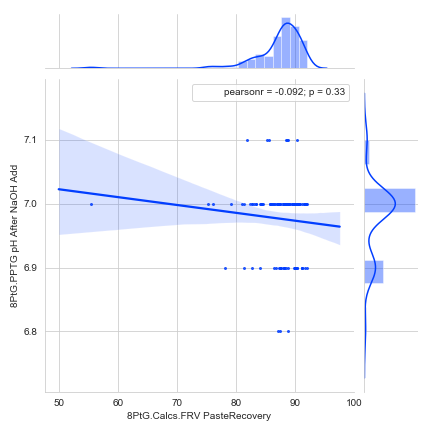 pearsonr = -0.092; p = 0.33
7.1
7.0
6.9
6.8
8PtG.PPTG pH After NaOH Add
50 60 70 80 90 100
8PtG.Calcs.FRV PasteRecovery